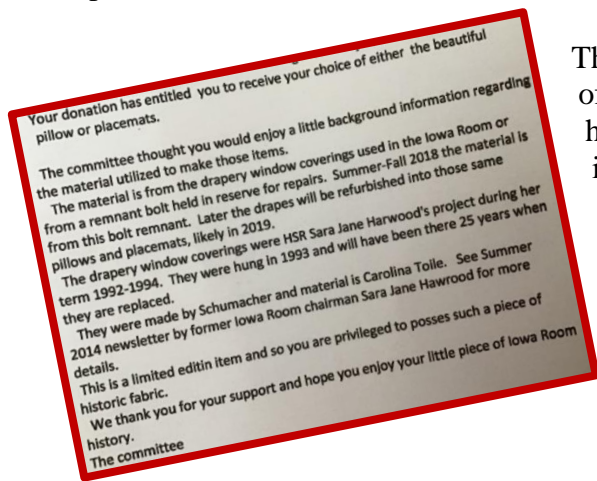 Your donation has entitled you to receive your choice of either the beautiful
pillow or placemats.
The committee thought you would enjoy a little background information regarding
the material utilized to make those items.
The material is from the drapery window coverings used in the Iowa Room or
from a remnant bolt held in reserve for repairs. Summer-Fall 2018 the material is
from this bolt remnant. Later the drapes will be refurbished into those same
pillows and placemats, likely in 2019.
The drapery window coverings were HSR Sara Jane Harwood's project during her
term 1992-1994. They were hung in 1993 and will have been there 25 years when
they are replaced.
They were made by Schumacher and material is Carolina Toile. See Summer
2014 newsletter by former Iowa Room chairman Sara Jane Hawrood for more
details.
This is a limited editin item and so you are privileged to posses such a piece of
historic fabric.
We thank you for your support and hope you enjoy your little piece of Iowa Room
history.
The committee